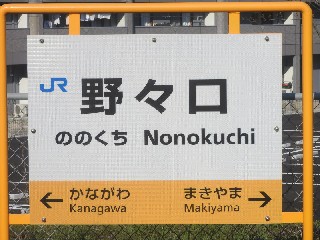 JR 野々口
ののくち Nonokuchi
← かながわ まきやま →
Kanagawa Makiyama